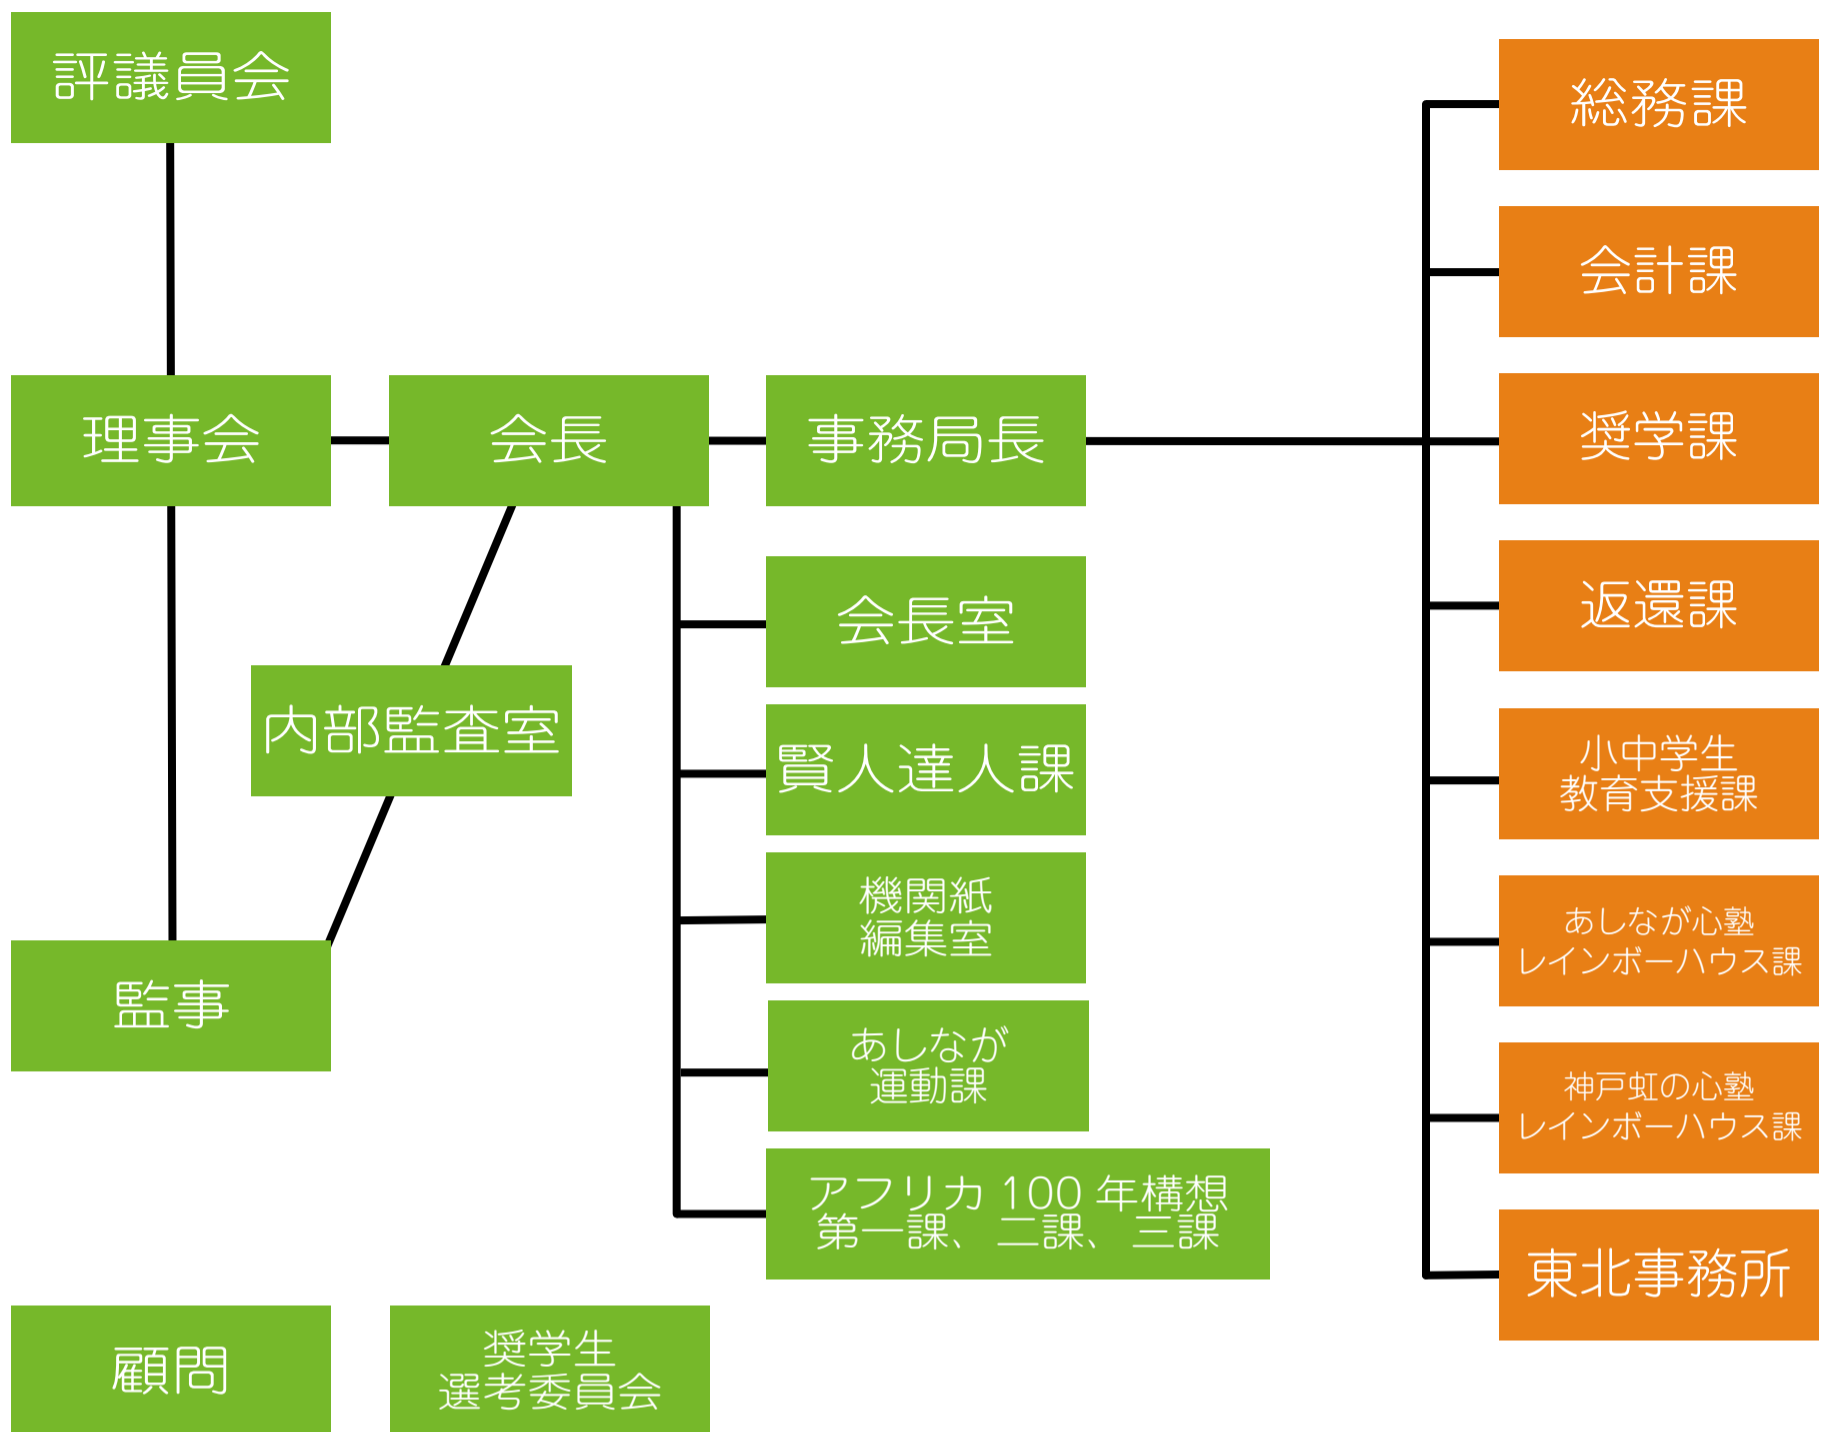 評議員会
理事会
会長
事務局長
内部監査室
監事
会長室
賢人達人課
機関紙
編集室
あしなが
運動課
アフリカ 100 年構想
第一課、二課、三課
顧問
奨学生
選考委員会
総務課
会計課
奨学課
返還課
小中学生
教育支援課
あしなが心塾
レインボーハウス課
神戸虹の心塾
レインボーハウス課
東北事務所